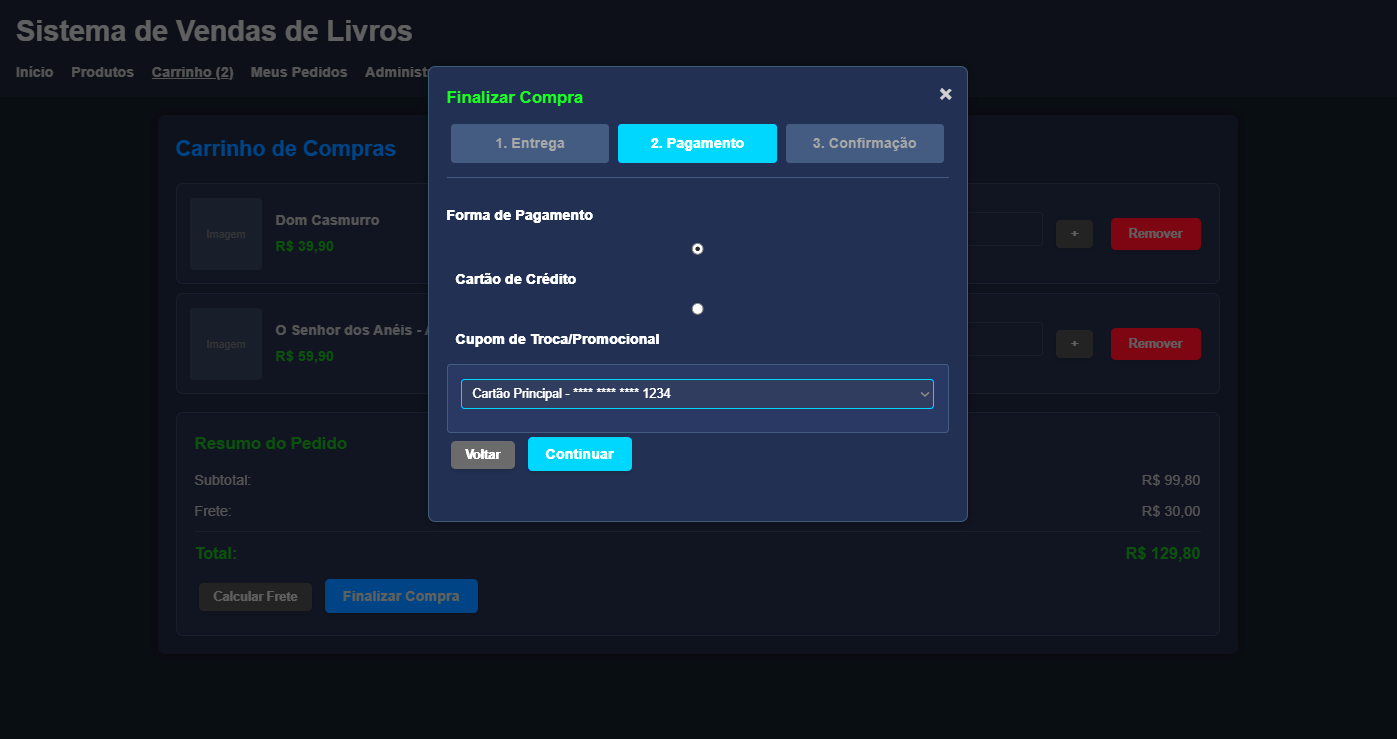 Sistema de Vendas de Livros
Início Produtos Carrinho (2) Meus Pedidos Administ
Finalizar Compra ×
1. Entrega 2. Pagamento 3. Confirmação
Forma de Pagamento
Cartão de Crédito
Cupom de Troca/Promocional
Cartão Principal - **** **** **** 1234
Voltar Continuar
Carrinho de Compras
Imagem
Dom Casmurro
R$ 39,90
+ Remover
Imagem
O Senhor dos Anéis -
R$ 59,90
+ Remover
Resumo do Pedido
Subtotal: R$ 99,80
Frete: R$ 30,00
Total: R$ 129,80
Calcular Frete Finalizar Compra